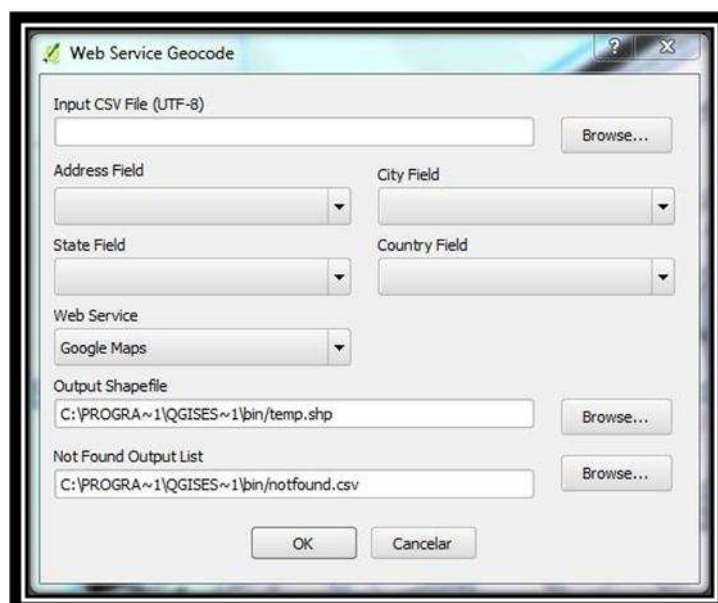 Web Service Geocode
Input CSV File (UTF-8)
Browse...
Address Field
City Field
State Field
Country Field
Web Service
Google Maps
Output Shapefile
C:\PROGRA~1\QGISES~1\bin/temp.shp
Browse...
Not Found Output List
C:\PROGRA~1\QGISES~1\bin/notfound.csv
Browse...
OK
Cancelar